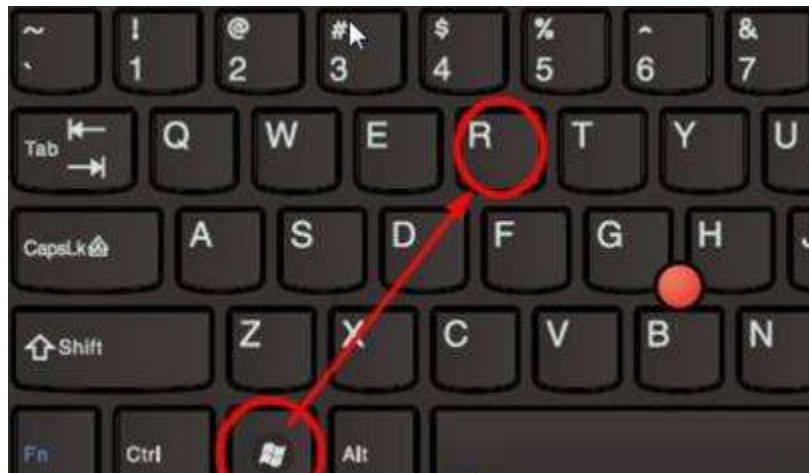 ~ ! @ # $ % ^ &
` 1 2 3 4 5 6 7
Tab Q W E R T Y U
CapsLk A S D F G H
Shift Z X C V B N
Fn Ctrl Alt